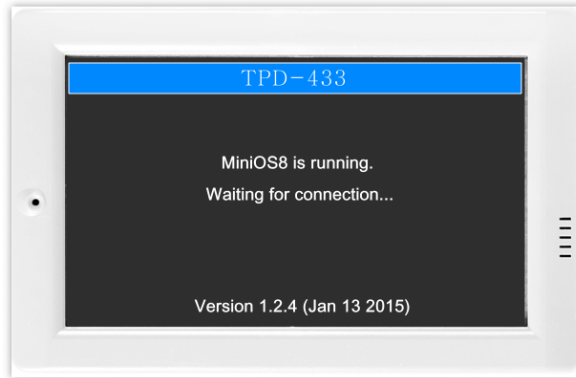 TPD-433
MiniOS8 is running.
Waiting for connection...
Version 1.2.4 (Jan 13 2015)